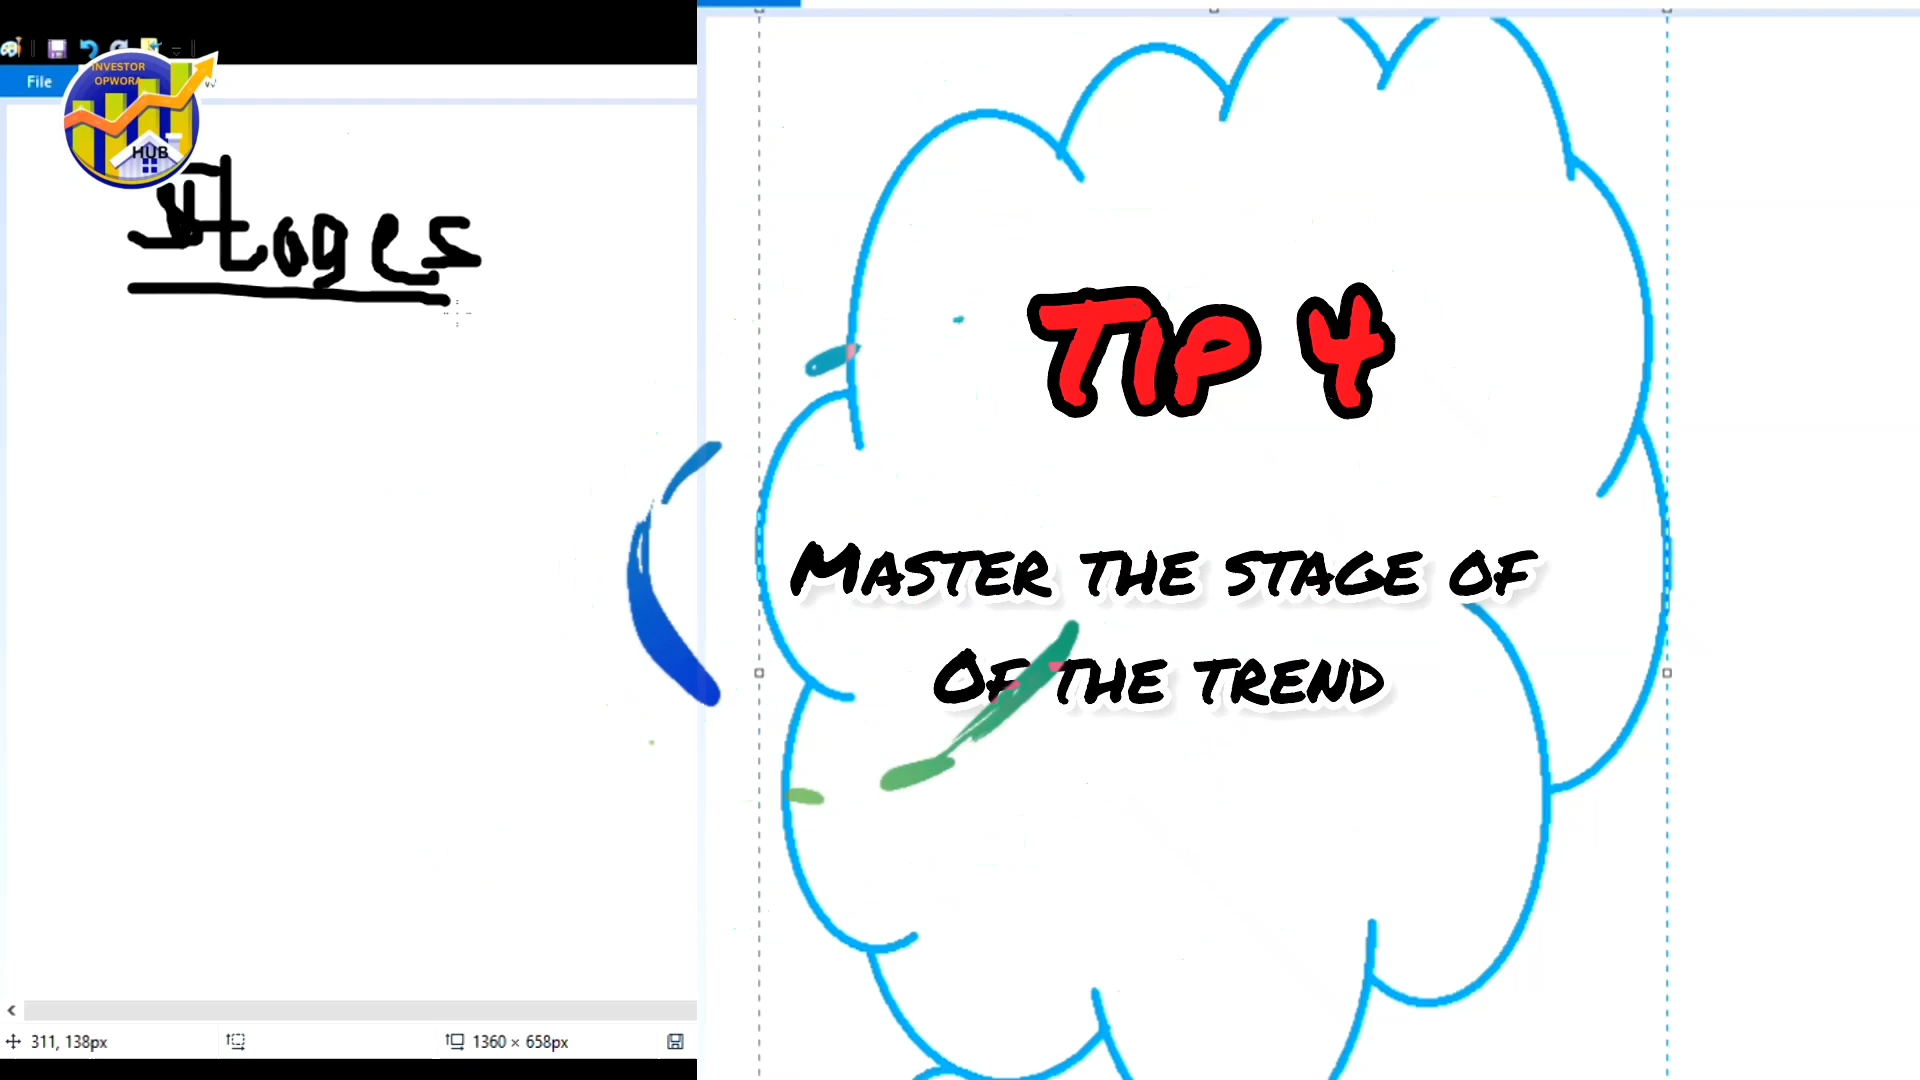 File
INVESTOR
OPWORA
HUB
Stages
Tip 4
Master the stage of
Of the trend
311, 138px
1360 × 658px